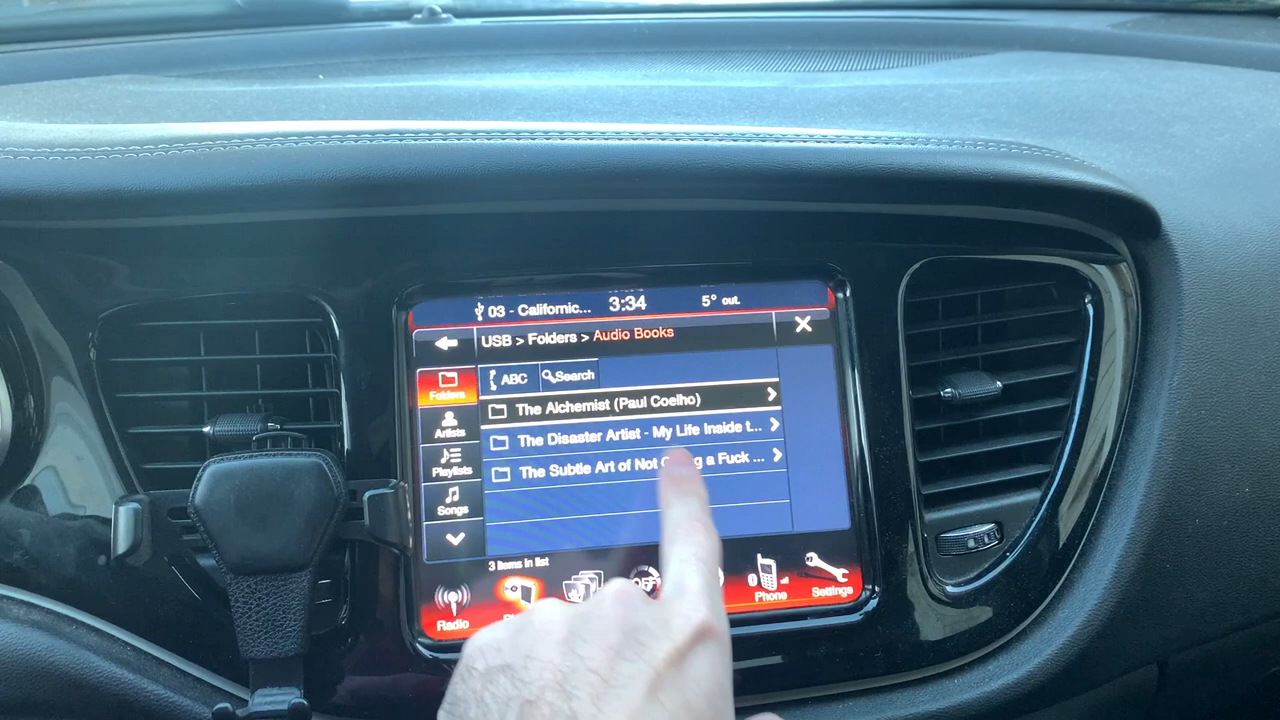 03 - Californic... 3:34 5° out.
USB > Folders > Audio Books
ABC Search
Folders
The Alchemist (Paul Coelho)
Artists
The Disaster Artist - My Life Inside t...
Playlists
The Subtle Art of Not a Fuck ...
Songs
3 items in list
OFF
Radio
Phone
Settings